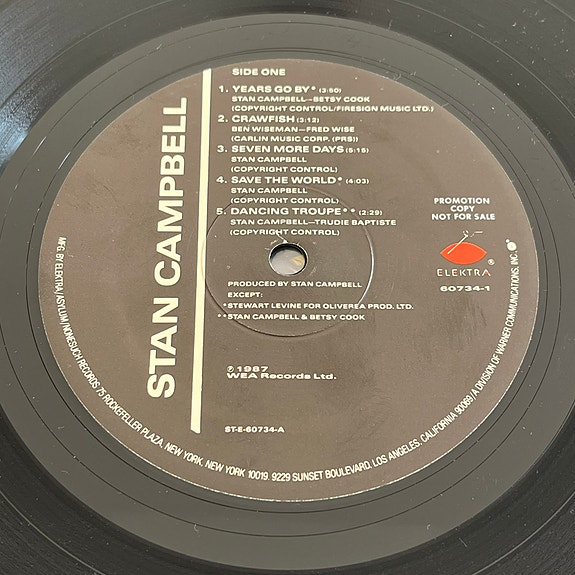 STAN CAMPBELL
SIDE ONE
1. YEARS GO BY* (3:50)
STAN CAMPBELL—BETSY COOK
(COPYRIGHT CONTROL/FIRESIGN MUSIC LTD.)
2. CRAWFISH (3:12)
BEN WISEMAN—FRED WISE
(CARLIN MUSIC CORP. (PRS))
3. SEVEN MORE DAYS (5:15)
STAN CAMPBELL
(COPYRIGHT CONTROL)
4. SAVE THE WORLD* (4:03)
STAN CAMPBELL
(COPYRIGHT CONTROL)
5. DANCING TROUPE** (2:29)
STAN CAMPBELL—TRUDIE BAPTISTE
(COPYRIGHT CONTROL)
PROMOTION
COPY
NOT FOR SALE
ELEKTRA®
60734-1
PRODUCED BY STAN CAMPBELL
EXCEPT:
*STEWART LEVINE FOR OLIVEREA PROD. LTD.
**STAN CAMPBELL & BETSY COOK
℗ 1987
WEA Records Ltd.
ST-E-60734-A
MFG. BY ELEKTRA/ASYLUM/NONESUCH RECORDS 75 ROCKEFELLER PLAZA, NEW YORK, NEW YORK 10019. 9229 SUNSET BOULEVARD, LOS ANGELES, CALIFORNIA 90069/A DIVISION OF WARNER COMMUNICATIONS, INC.